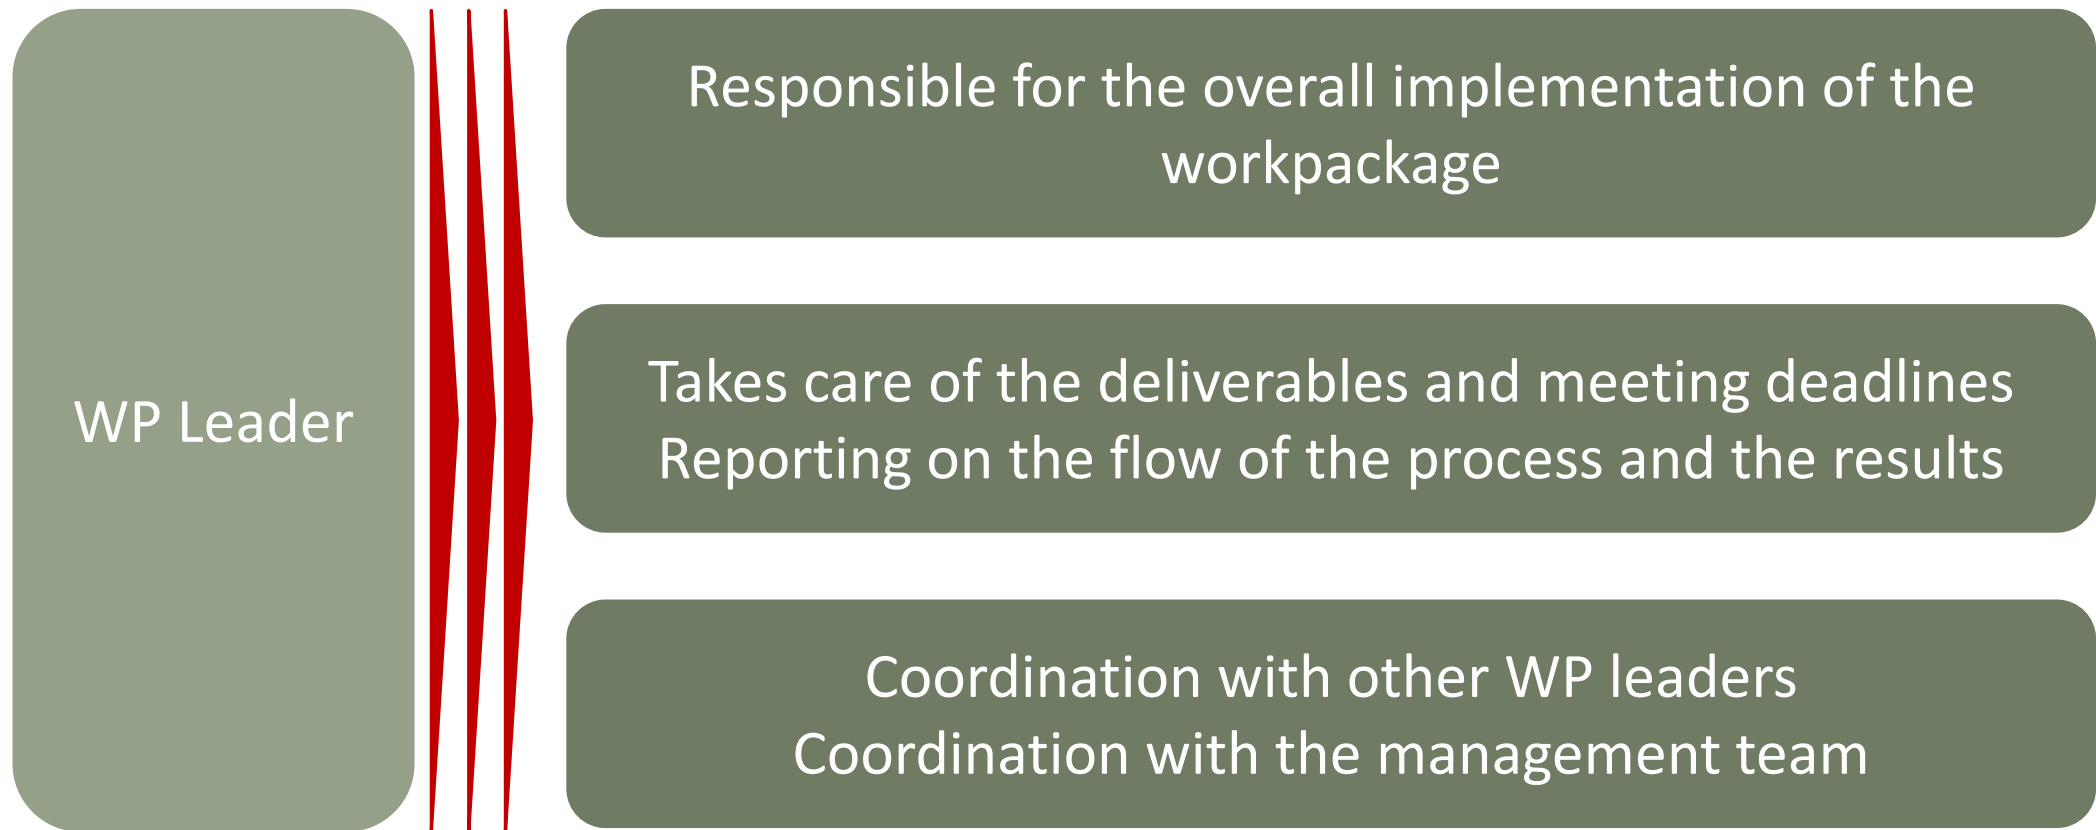 WP Leader
Responsible for the overall implementation of the
workpackage
Takes care of the deliverables and meeting deadlines
Reporting on the flow of the process and the results
Coordination with other WP leaders
Coordination with the management team